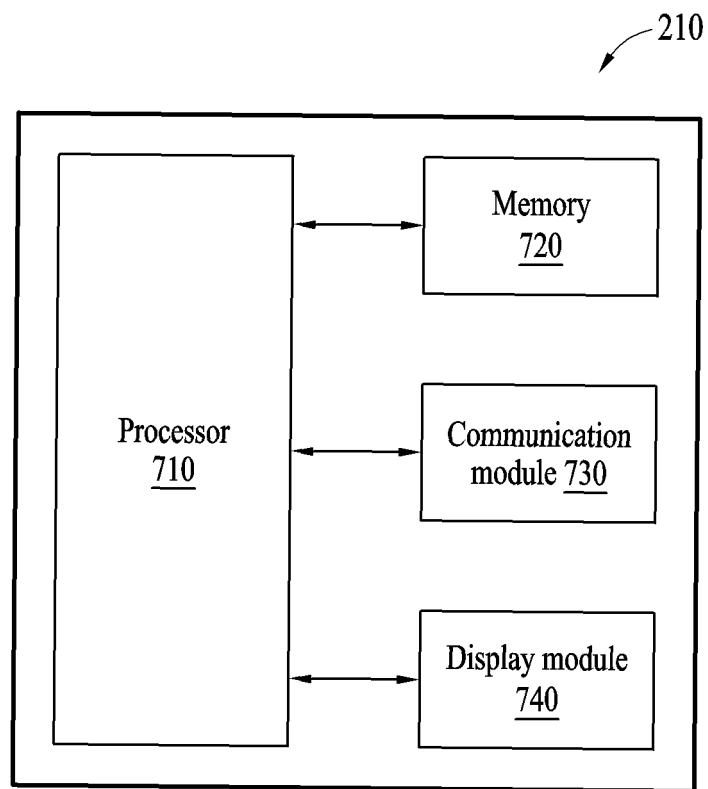 210
Memory
720
Processor
710
Communication
module 730
Display module
740